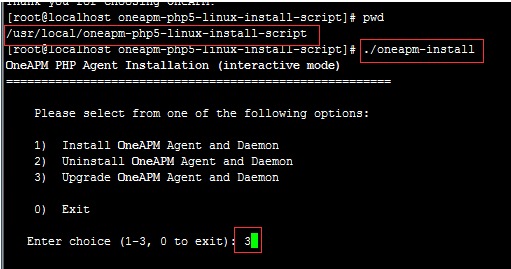 Thank you for choosing OneAPM!
[root@localhost oneapm-php5-linux-install-script]# pwd
/usr/local/oneapm-php5-linux-install-script
[root@localhost oneapm-php5-linux-install-script]# ./oneapm-install
OneAPM PHP Agent Installation (interactive mode)
====================================================
Please select from one of the following options:
1) Install OneAPM Agent and Daemon
2) Uninstall OneAPM Agent and Daemon
3) Upgrade OneAPM Agent and Daemon
0) Exit
Enter choice (1-3, 0 to exit): 3